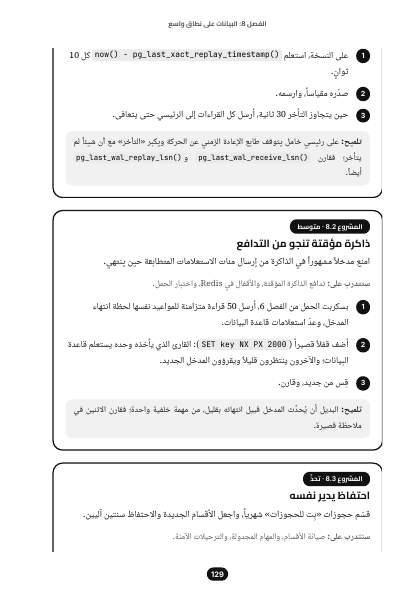 الفصل 8: البيانات على نطاق واسع
1 على النسخة، استعلم now() - pg_last_xact_replay_timestamp() كل 10
ثوانٍ.
2 صدّره مقياساً، وارسمه.
3 حين يتجاوز التأخر 30 ثانية، أرسل كل القراءات إلى الرئيسي حتى يتعافى.
تلميح: على رئيسي خامل يتوقف طابع الإعادة الزمني عن الحركة ويكبر «التأخر» مع أن شيئاً لم
يتأخر؛ فقارن pg_last_wal_receive_lsn() و pg_last_wal_replay_lsn()
أيضاً.
المشروع 8.2 · متوسط
ذاكرة مؤقتة تنجو من التدافع
امنع مدخلاً مشهوراً في الذاكرة من إرسال مئات الاستعلامات المتطابقة حين ينتهي.
ستتدرب على: تدافع الذاكرة المؤقتة، والأقفال في Redis، واختبار الحمل.
1 بسكربت الحمل من الفصل 6، أرسل 50 قراءة متزامنة للمواعيد نفسها لحظة انتهاء
المدخل، وعدّ استعلامات قاعدة البيانات.
2 أضف قفلاً قصيراً (SET key NX PX 2000): القارئ الذي يأخذه وحده يستعلم قاعدة
البيانات؛ والآخرون ينتظرون قليلاً ويقرؤون المدخل الجديد.
3 قِس من جديد، وقارن.
تلميح: البديل أن يُحدَّث المدخل قبيل انتهائه بقليل، من مهمة خلفية واحدة؛ فقارن الاثنين في
ملاحظة قصيرة.
المشروع 8.3 · تحدٍّ
احتفاظ يدير نفسه
قسّم حجوزات «بِت للحجوزات» شهرياً، واجعل الأقسام الجديدة والاحتفاظ سنتين آليين.
ستتدرب على: صيانة الأقسام، والمهام المجدولة، والترحيلات الآمنة.
129